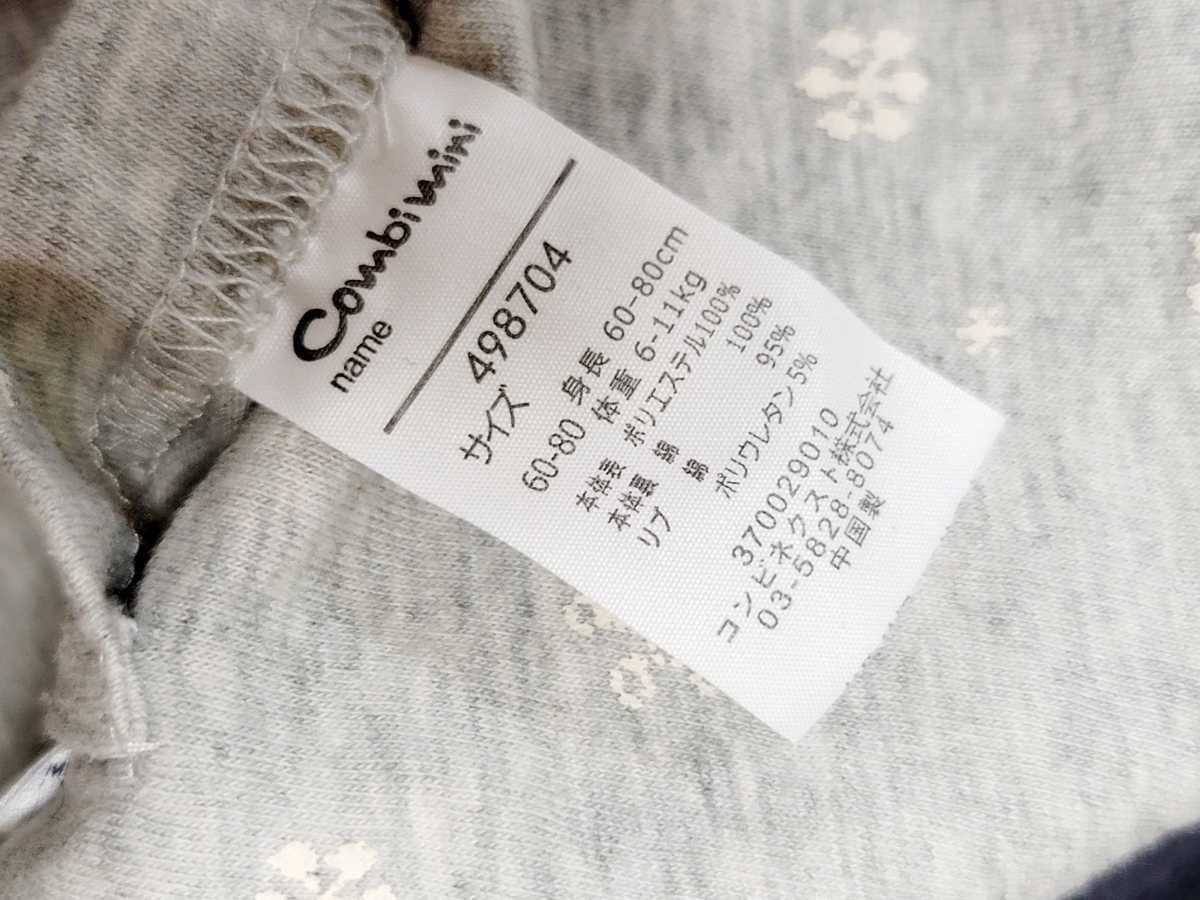 Combi mini
name
498704
サイズ
60-80 身長 60-80cm
体重 6-11kg
本体表 ポリエステル100%
本体裏 綿 100%
リブ 綿 95%
ポリウレタン 5%
3700029010
コンビネクスト株式会社
03-5828-8074
中国製